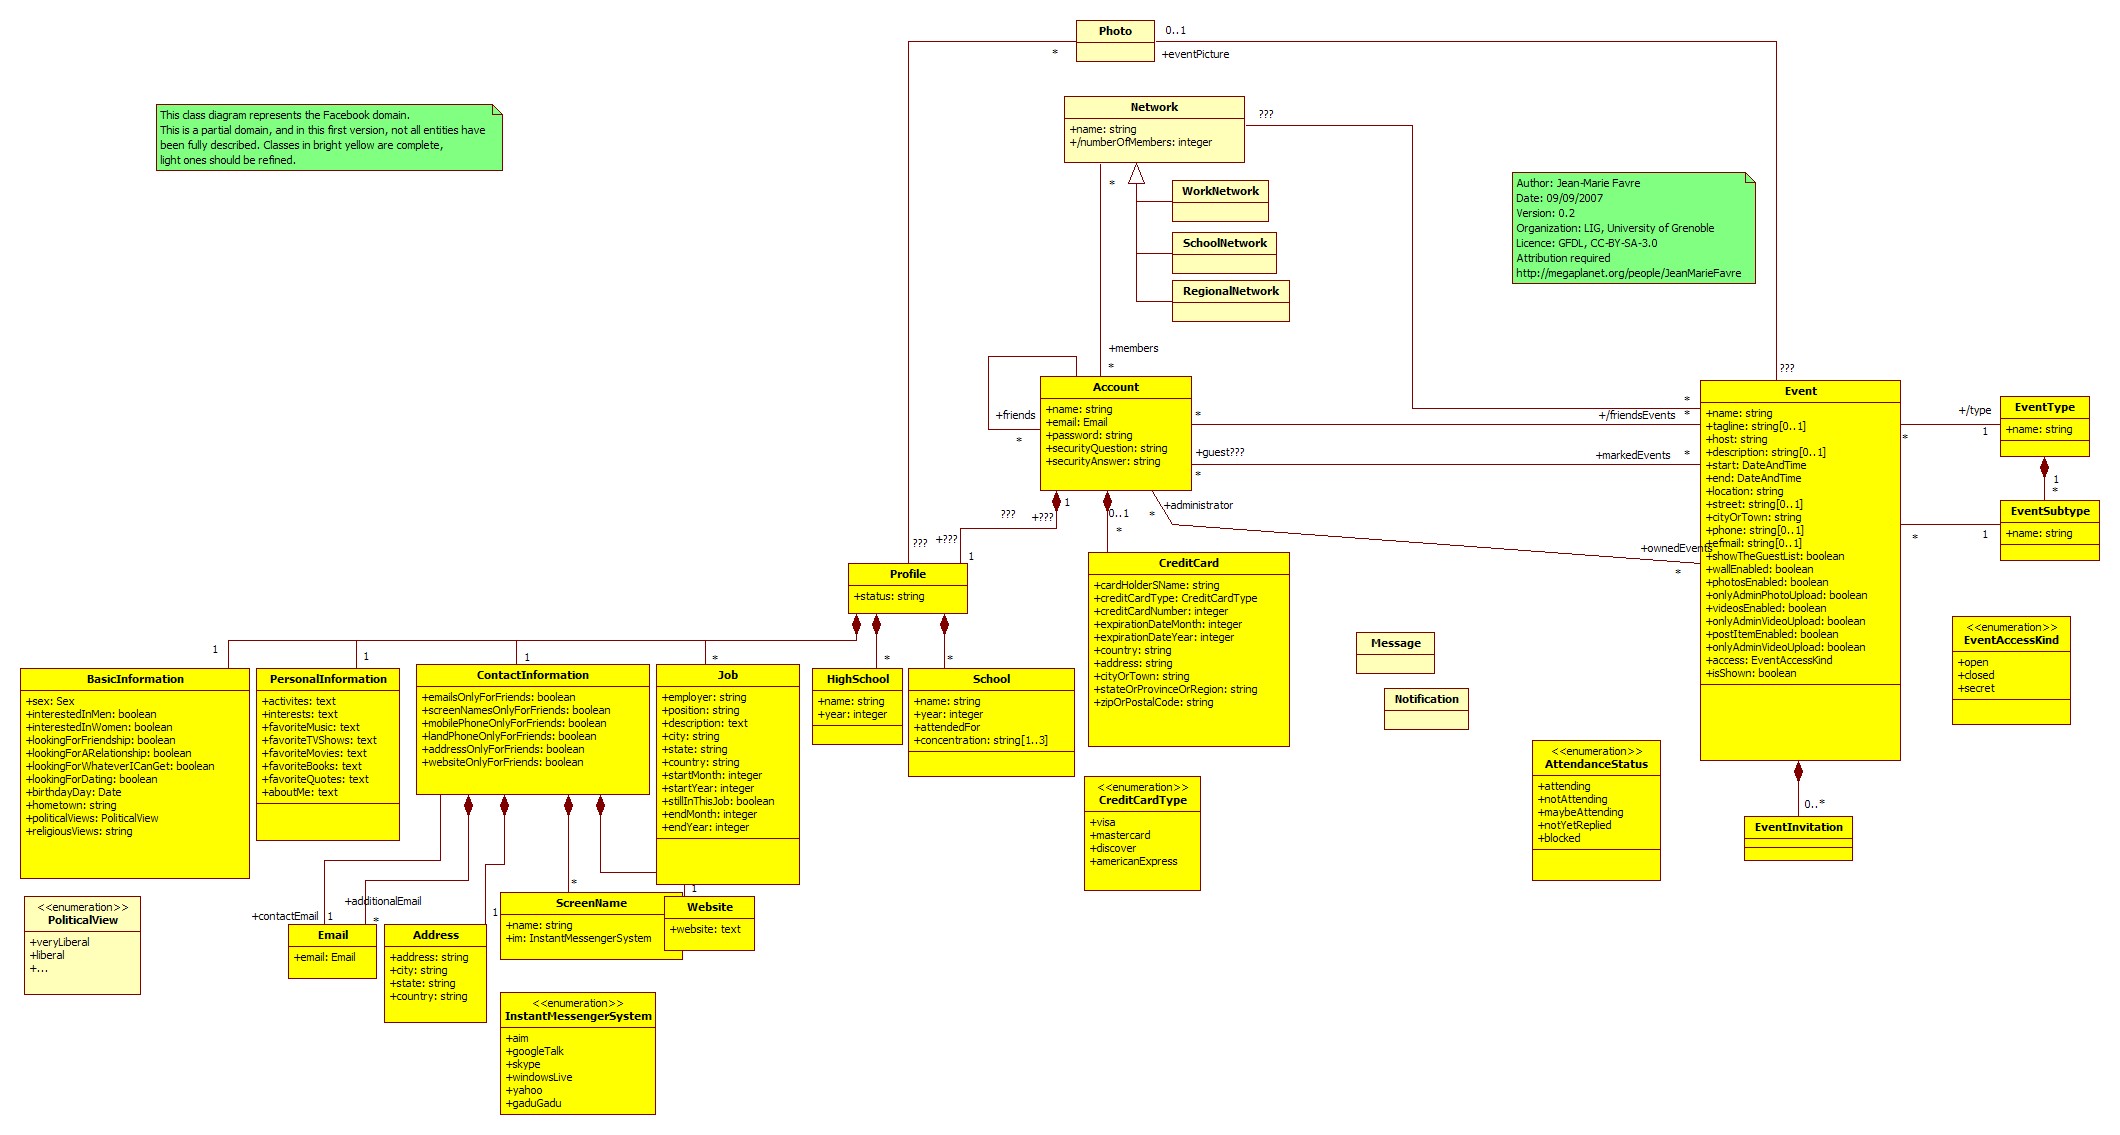 Photo
0..1
*
+eventPicture
This class diagram represents the Facebook domain.
This is a partial domain, and in this first version, not all entities have
been fully described. Classes in bright yellow are complete,
light ones should be refined.
Network
+name: string
+/numberOfMembers: integer
???
*
WorkNetwork
SchoolNetwork
RegionalNetwork
Author: Jean-Marie Favre
Date: 09/09/2007
Version: 0.2
Organization: LIG, University of Grenoble
Licence: GFDL, CC-BY-SA-3.0
Attribution required
http://megaplanet.org/people/JeanMarieFavre
+members
*
???
+friends
*
Account
+name: string
+email: Email
+password: string
+securityQuestion: string
+securityAnswer: string
*
*
+/friendsEvents
*
+guest???
*
+markedEvents
*
+administrator
*
+ownedEvents
*
Event
+name: string
+tagline: string[0..1]
+host: string
+description: string[0..1]
+start: DateAndTime
+end: DateAndTime
+location: string
+street: string[0..1]
+cityOrTown: string
+phone: string[0..1]
+efmail: string[0..1]
+showTheGuestList: boolean
+wallEnabled: boolean
+photosEnabled: boolean
+onlyAdminPhotoUpload: boolean
+videosEnabled: boolean
+onlyAdminVideoUpload: boolean
+postItemEnabled: boolean
+onlyAdminVideoUpload: boolean
+access: EventAccessKind
+isShown: boolean
+/type
*
1
EventType
+name: string
1
*
*
1
EventSubtype
+name: string
1
???
+???
0..1
*
???
+???
1
Profile
+status: string
CreditCard
+cardHolderSName: string
+creditCardType: CreditCardType
+creditCardNumber: integer
+expirationDateMonth: integer
+expirationDateYear: integer
+country: string
+address: string
+cityOrTown: string
+stateOrProvinceOrRegion: string
+zipOrPostalCode: string
Message
Notification
<<enumeration>>
EventAccessKind
+open
+closed
+secret
1
1
1
*
*
*
BasicInformation
+sex: Sex
+interestedInMen: boolean
+interestedInWomen: boolean
+lookingForFriendship: boolean
+lookingForARelationship: boolean
+lookingForWhateverICanGet: boolean
+lookingForDating: boolean
+birthdayDay: Date
+hometown: string
+politicalViews: PoliticalView
+religiousViews: string
PersonalInformation
+activites: text
+interests: text
+favoriteMusic: text
+favoriteTVShows: text
+favoriteMovies: text
+favoriteBooks: text
+favoriteQuotes: text
+aboutMe: text
ContactInformation
+emailsOnlyForFriends: boolean
+screenNamesOnlyForFriends: boolean
+mobilePhoneOnlyForFriends: boolean
+landPhoneOnlyForFriends: boolean
+addressOnlyForFriends: boolean
+websiteOnlyForFriends: boolean
Job
+employer: string
+position: string
+description: text
+city: string
+state: string
+country: string
+startMonth: integer
+startYear: integer
+stillInThisJob: boolean
+endMonth: integer
+endYear: integer
HighSchool
+name: string
+year: integer
School
+name: string
+year: integer
+attendedFor
+concentration: string[1..3]
<<enumeration>>
CreditCardType
+visa
+mastercard
+discover
+americanExpress
<<enumeration>>
AttendanceStatus
+attending
+notAttending
+maybeAttending
+notYetReplied
+blocked
0..*
EventInvitation
<<enumeration>>
PoliticalView
+veryLiberal
+liberal
+...
+contactEmail
1
+additionalEmail
*
1
*
1
Email
+email: Email
Address
+address: string
+city: string
+state: string
+country: string
ScreenName
+name: string
+im: InstantMessengerSystem
Website
+website: text
<<enumeration>>
InstantMessengerSystem
+aim
+googleTalk
+skype
+windowsLive
+yahoo
+gaduGadu